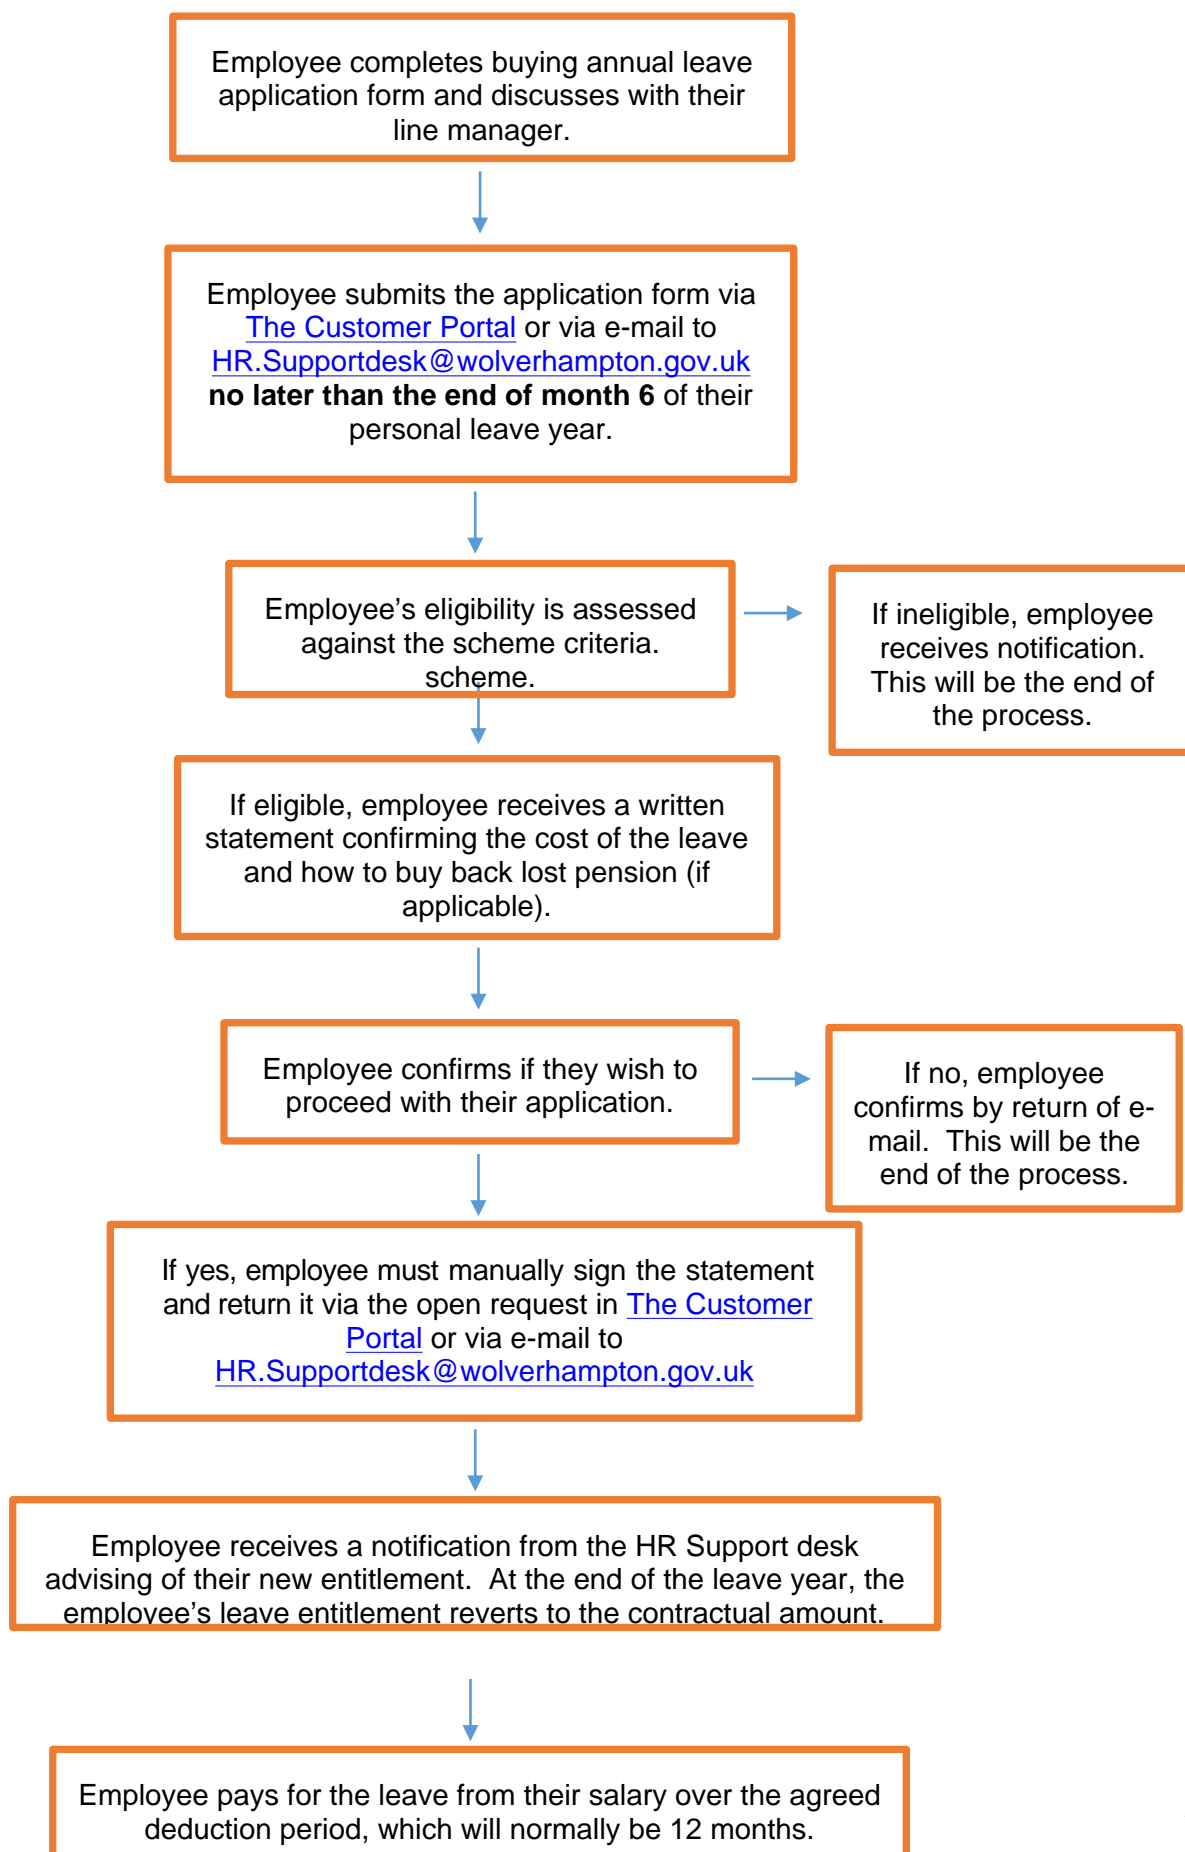 Employee completes buying annual leave
application form and discusses with their
line manager.
Employee submits the application form via
The Customer Portal or via e-mail to
HR.Supportdesk@wolverhampton.gov.uk
no later than the end of month 6 of their
personal leave year.
Employee's eligibility is assessed
against the scheme criteria.
scheme.
If ineligible, employee
receives notification.
This will be the end of
the process.
If eligible, employee receives a written
statement confirming the cost of the leave
and how to buy back lost pension (if
applicable).
Employee confirms if they wish to
proceed with their application.
If no, employee
confirms by return of e-
mail.  This will be the
end of the process.
If yes, employee must manually sign the statement
and return it via the open request in The Customer
Portal or via e-mail to
HR.Supportdesk@wolverhampton.gov.uk
Employee receives a notification from the HR Support desk
advising of their new entitlement.  At the end of the leave year, the
employee's leave entitlement reverts to the contractual amount.
Employee pays for the leave from their salary over the agreed
deduction period, which will normally be 12 months.